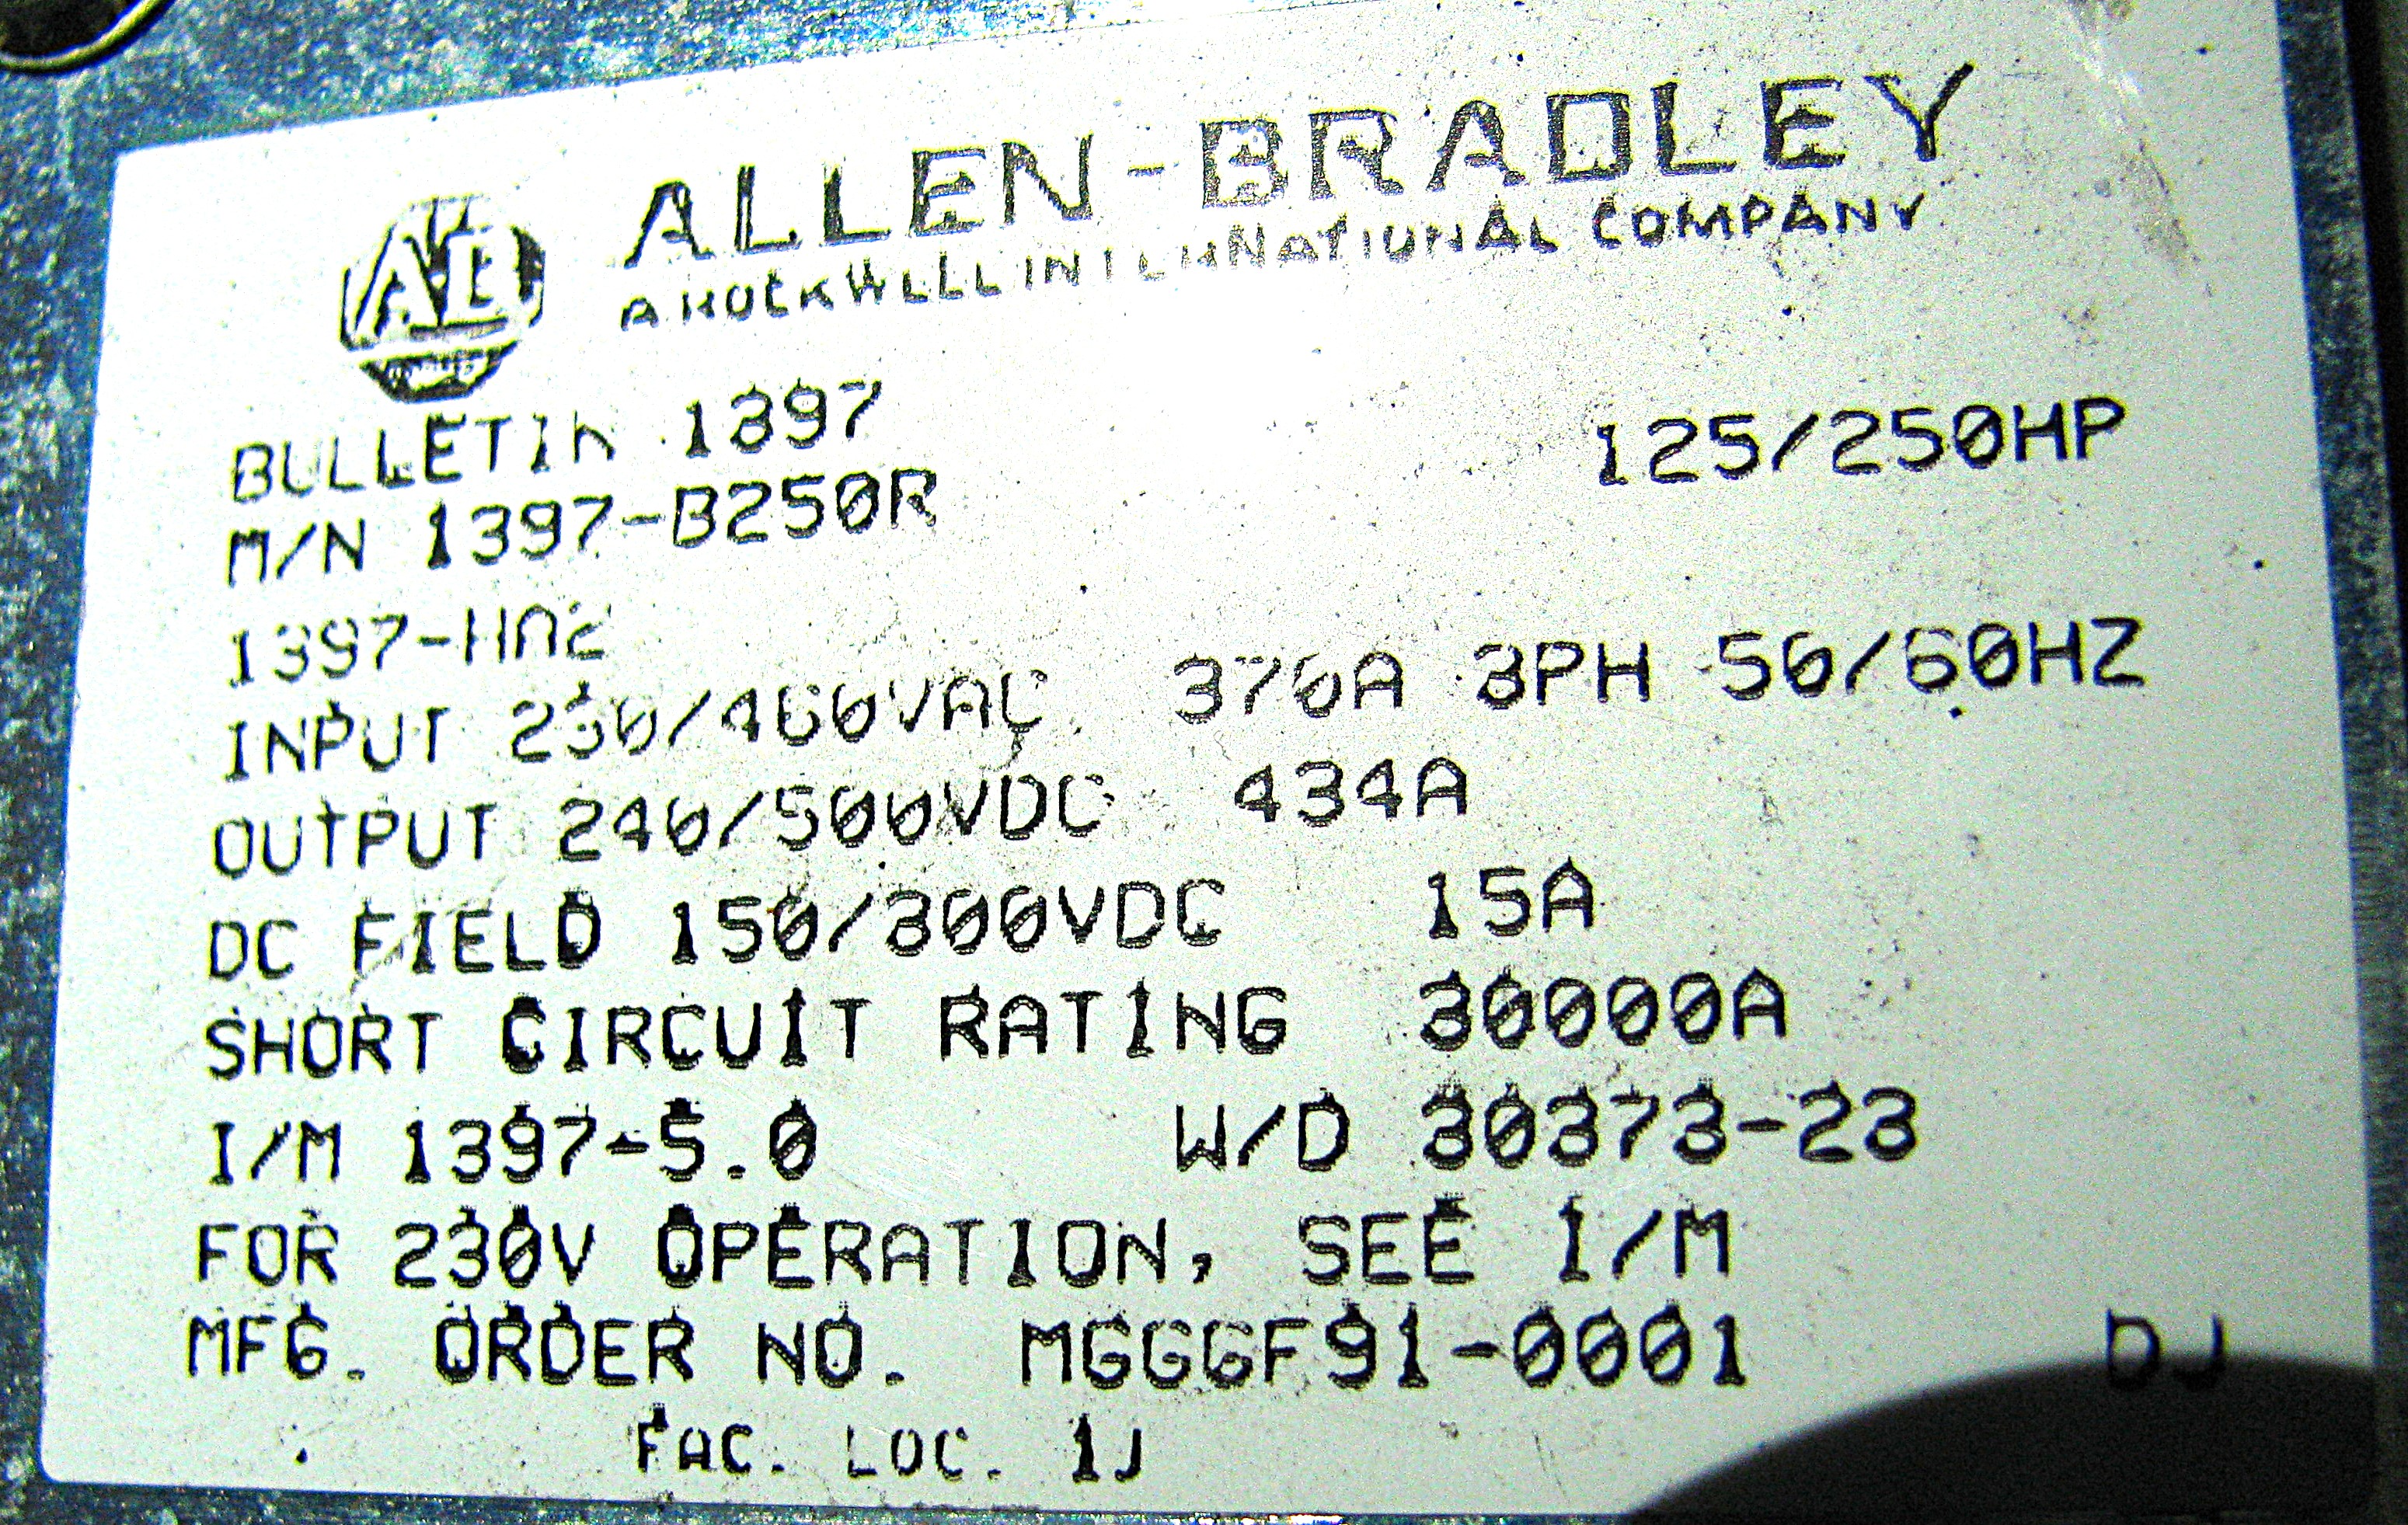 ALLEN-BRADLEY
A ROCKWELL INTERNATIONAL COMPANY
BULLETIN 1397 125/250HP
M/N 1397-B250R
1397-HA2
INPUT 230/460VAC 376A 3PH 50/60HZ
OUTPUT 240/500VDC 434A
DC FIELD 150/300VDC 15A
SHORT CIRCUIT RATING 30000A
I/M 1397-5.0 W/D 30373-23
FOR 230V OPERATION, SEE I/M
MFG. ORDER NO. MGGGF91-0001 DJ
FAC. LOC. 1J